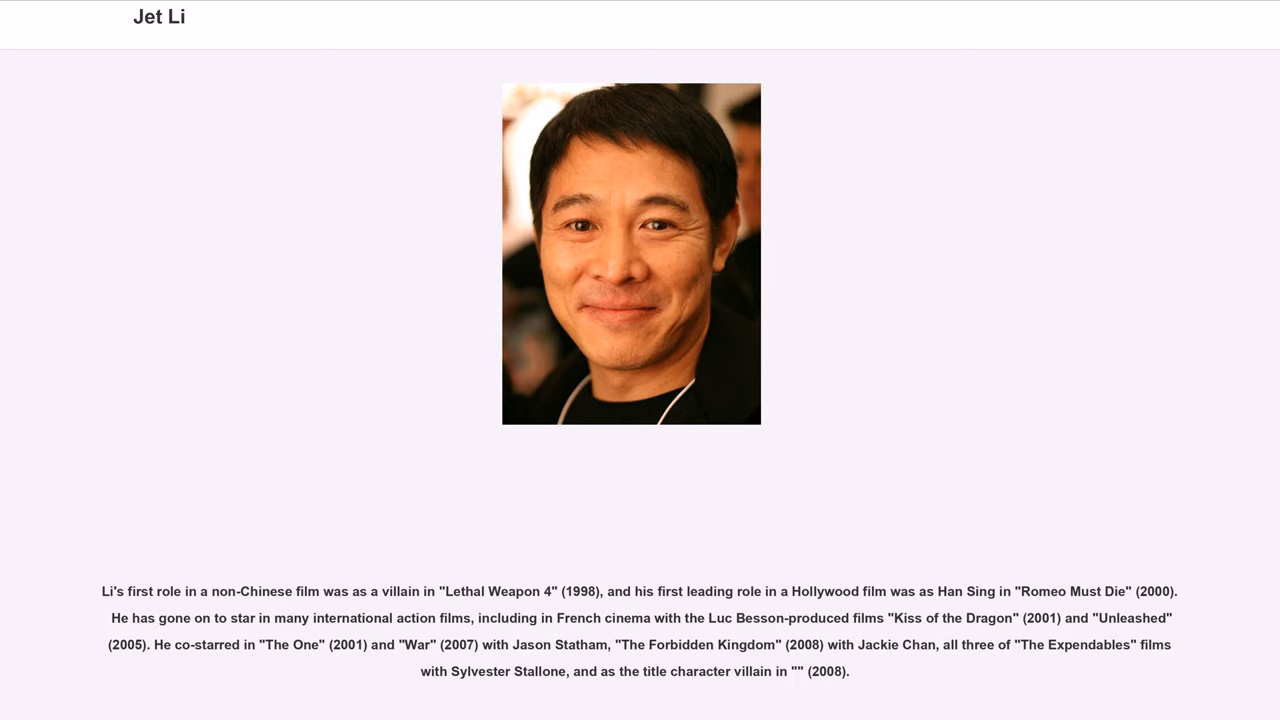 Jet Li
Li's first role in a non-Chinese film was as a villain in "Lethal Weapon 4" (1998), and his first leading role in a Hollywood film was as Han Sing in "Romeo Must Die" (2000).
He has gone on to star in many international action films, including in French cinema with the Luc Besson-produced films "Kiss of the Dragon" (2001) and "Unleashed"
(2005). He co-starred in "The One" (2001) and "War" (2007) with Jason Statham, "The Forbidden Kingdom" (2008) with Jackie Chan, all three of "The Expendables" films
with Sylvester Stallone, and as the title character villain in "" (2008).